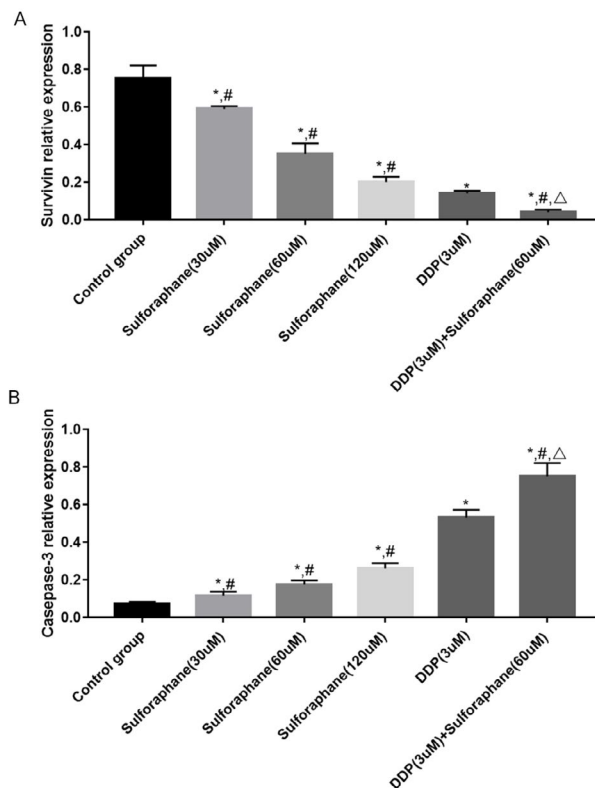 A
Survivin relative expression
1.0
0.8
0.6
0.4
0.2
0.0
*,#
*,#
*,#
*
*,#,△
Control group
Sulforaphane(30uM)
Sulforaphane(60uM)
Sulforaphane(120uM)
DDP(3uM)
DDP(3uM)+Sulforaphane(60uM)
B
Casepase-3 relative expression
1.0
0.8
0.6
0.4
0.2
0.0
*,#
*,#
*,#
*
*,#,△
Control group
Sulforaphane(30uM)
Sulforaphane(60uM)
Sulforaphane(120uM)
DDP(3uM)
DDP(3uM)+Sulforaphane(60uM)